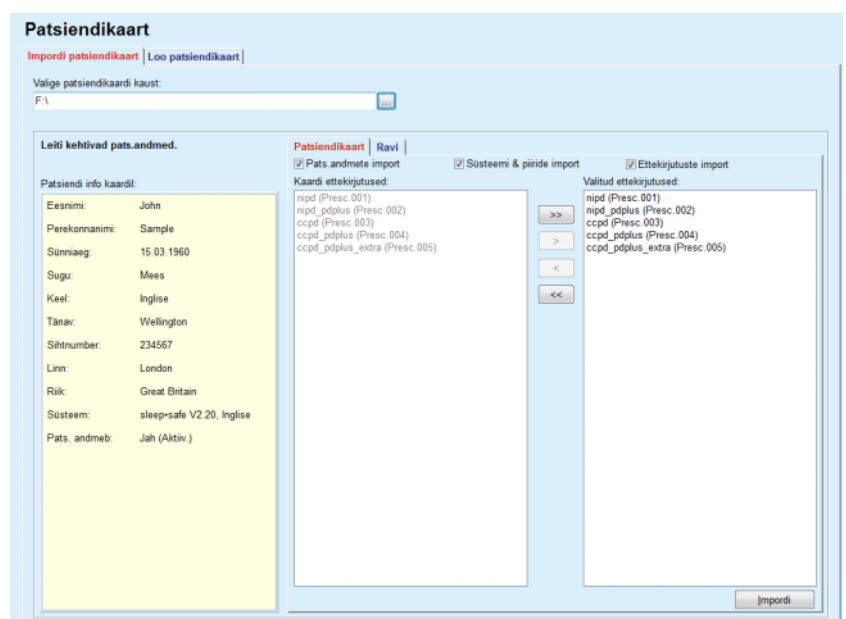 Patsiendikaart
Impordi patsiendikaart Loo patsiendikaart
Valige patsiendikaardi kaust:
F:\
...
Leiti kehtivad pats.andmed.
Patsiendi info kaardil:
Eesnimi: John
Perekonnanimi: Sample
Sünniaeg: 15.03.1960
Sugu: Mees
Keel: Inglise
Tänav: Wellington
Sihtnumber: 234567
Linn: London
Riik: Great Britain
Süsteem: sleep•safe V2.20, Inglise
Pats. andmeb: Jah (Aktiiv.)
Patsiendikaart Ravi
Pats.andmete import Süsteemi & piiride import Ettekirjutuste import
Kaardi ettekirjutused:
nipd (Presc.001)
nipd_pdplus (Presc.002)
ccpd (Presc.003)
ccpd_pdplus (Presc.004)
ccpd_pdplus_extra (Presc.005)
>>
>
<
<<
Valitud ettekirjutused:
nipd (Presc.001)
nipd_pdplus (Presc.002)
ccpd (Presc.003)
ccpd_pdplus (Presc.004)
ccpd_pdplus_extra (Presc.005)
Impordi